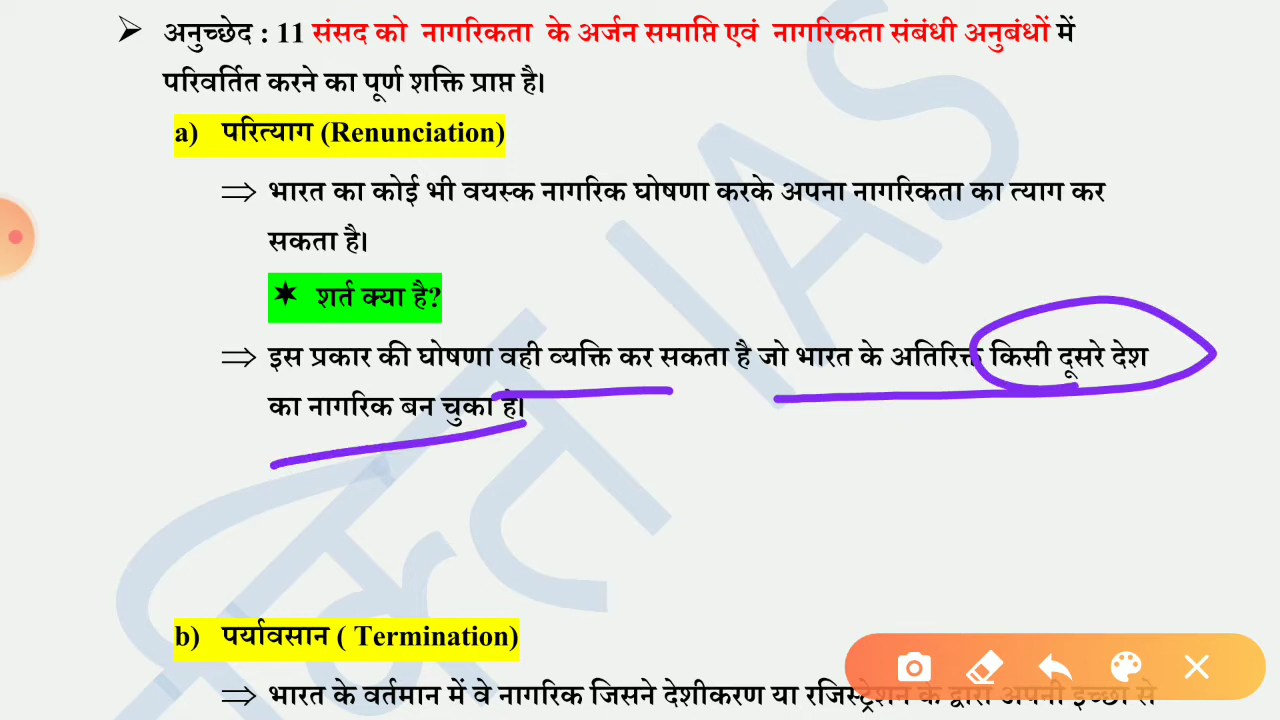 ➢ अनुच्छेद : 11 संसद को नागरिकता के अर्जन समाप्ति एवं नागरिकता संबंधी अनुबंधों में
परिवर्तित करने का पूर्ण शक्ति प्राप्त है।
a) परित्याग (Renunciation)
⇒ भारत का कोई भी वयस्क नागरिक घोषणा करके अपना नागरिकता का त्याग कर
सकता है।
★ शर्त क्या है?
⇒ इस प्रकार की घोषणा वही व्यक्ति कर सकता है जो भारत के अतिरिक्त किसी दूसरे देश
का नागरिक बन चुका है।
b) पर्यावसान ( Termination)
⇒ भारत के वर्तमान में वे नागरिक जिसने देशीकरण या रजिस्ट्रेशन के द्वारा अपनी इच्छा से
IAS